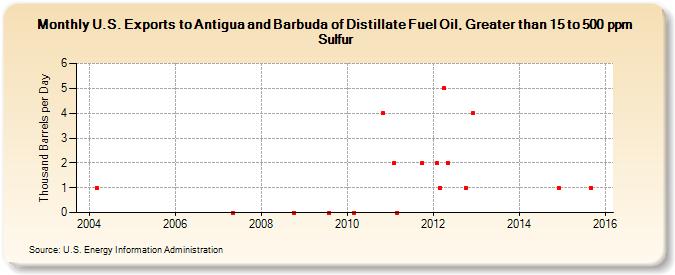 Monthly U.S. Exports to Antigua and Barbuda of Distillate Fuel Oil, Greater than 15 to 500 ppm
Sulfur
Thousand Barrels per Day
6
5
4
3
2
1
0
2004 2006 2008 2010 2012 2014 2016
Source: U.S. Energy Information Administration